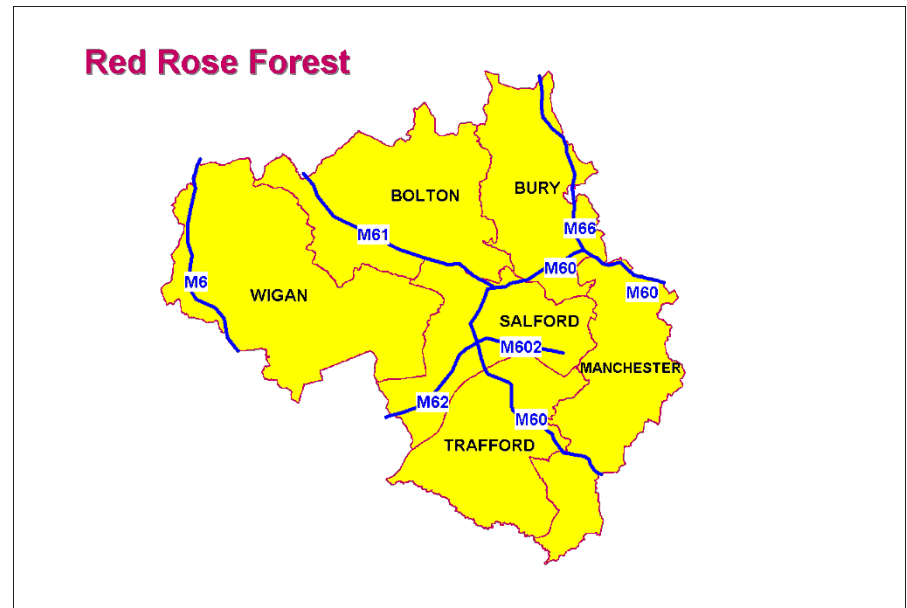 Red Rose Forest
BURY
BOLTON
M66
M61
M60
M6
M60
WIGAN
SALFORD
M602
MANCHESTER
M62
M60
TRAFFORD